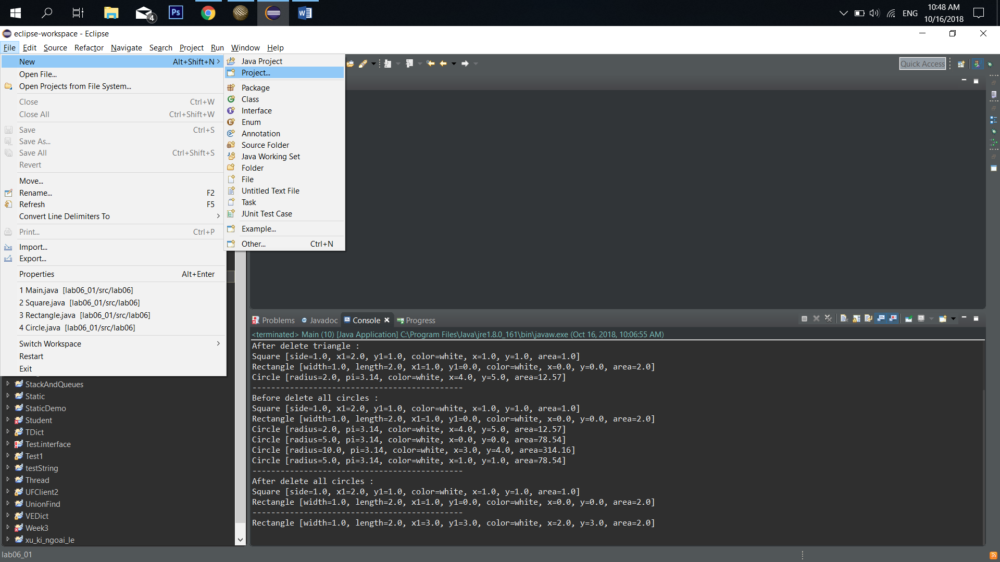 4
Ps
W
ENG
10:48 AM
10/16/2018
eclipse-workspace - Eclipse
File Edit Source Refactor Navigate Search Project Run Window Help
Quick Access
New Alt+Shift+N
Open File...
Open Projects from File System...
Close Ctrl+W
Close All Ctrl+Shift+W
Save Ctrl+S
Save As...
Save All Ctrl+Shift+S
Revert
Move...
Rename... F2
Refresh F5
Convert Line Delimiters To
Print... Ctrl+P
Import...
Export...
Properties Alt+Enter
1 Main.java [lab06_01/src/lab06]
2 Square.java [lab06_01/src/lab06]
3 Rectangle.java [lab06_01/src/lab06]
4 Circle.java [lab06_01/src/lab06]
Switch Workspace
Restart
Exit
Java Project
Project...
Package
Class
Interface
Enum
Annotation
Source Folder
Java Working Set
Folder
File
Untitled Text File
Task
JUnit Test Case
Example...
Other... Ctrl+N
StackAndQueues
Static
StaticDemo
Student
TDict
Test.interface
Test1
testString
Thread
UFClient2
UnionFind
VEDict
Week3
xu_ki_ngoai_le
Problems Javadoc Console Progress
<terminated> Main (10) [Java Application] C:\Program Files\Java\jre1.8.0_161\bin\javaw.exe (Oct 16, 2018, 10:06:55 AM)
After delete triangle :
Square [side=1.0, x1=2.0, y1=1.0, color=white, x=1.0, y=1.0, area=1.0]
Rectangle [width=1.0, length=2.0, x1=1.0, y1=0.0, color=white, x=0.0, y=0.0, area=2.0]
Circle [radius=2.0, pi=3.14, color=white, x=4.0, y=5.0, area=12.57]
---------------------------------------------
Before delete all circles :
Square [side=1.0, x1=2.0, y1=1.0, color=white, x=1.0, y=1.0, area=1.0]
Rectangle [width=1.0, length=2.0, x1=1.0, y1=0.0, color=white, x=0.0, y=0.0, area=2.0]
Circle [radius=2.0, pi=3.14, color=white, x=4.0, y=5.0, area=12.57]
Circle [radius=5.0, pi=3.14, color=white, x=0.0, y=0.0, area=78.54]
Circle [radius=10.0, pi=3.14, color=white, x=3.0, y=4.0, area=314.16]
Circle [radius=5.0, pi=3.14, color=white, x=1.0, y=1.0, area=78.54]
---------------------------------------------
After delete all circles :
Square [side=1.0, x1=2.0, y1=1.0, color=white, x=1.0, y=1.0, area=1.0]
Rectangle [width=1.0, length=2.0, x1=1.0, y1=0.0, color=white, x=0.0, y=0.0, area=2.0]
---------------------------------------------
Rectangle [width=1.0, length=2.0, x1=3.0, y1=3.0, color=white, x=2.0, y=3.0, area=2.0]
lab06_01